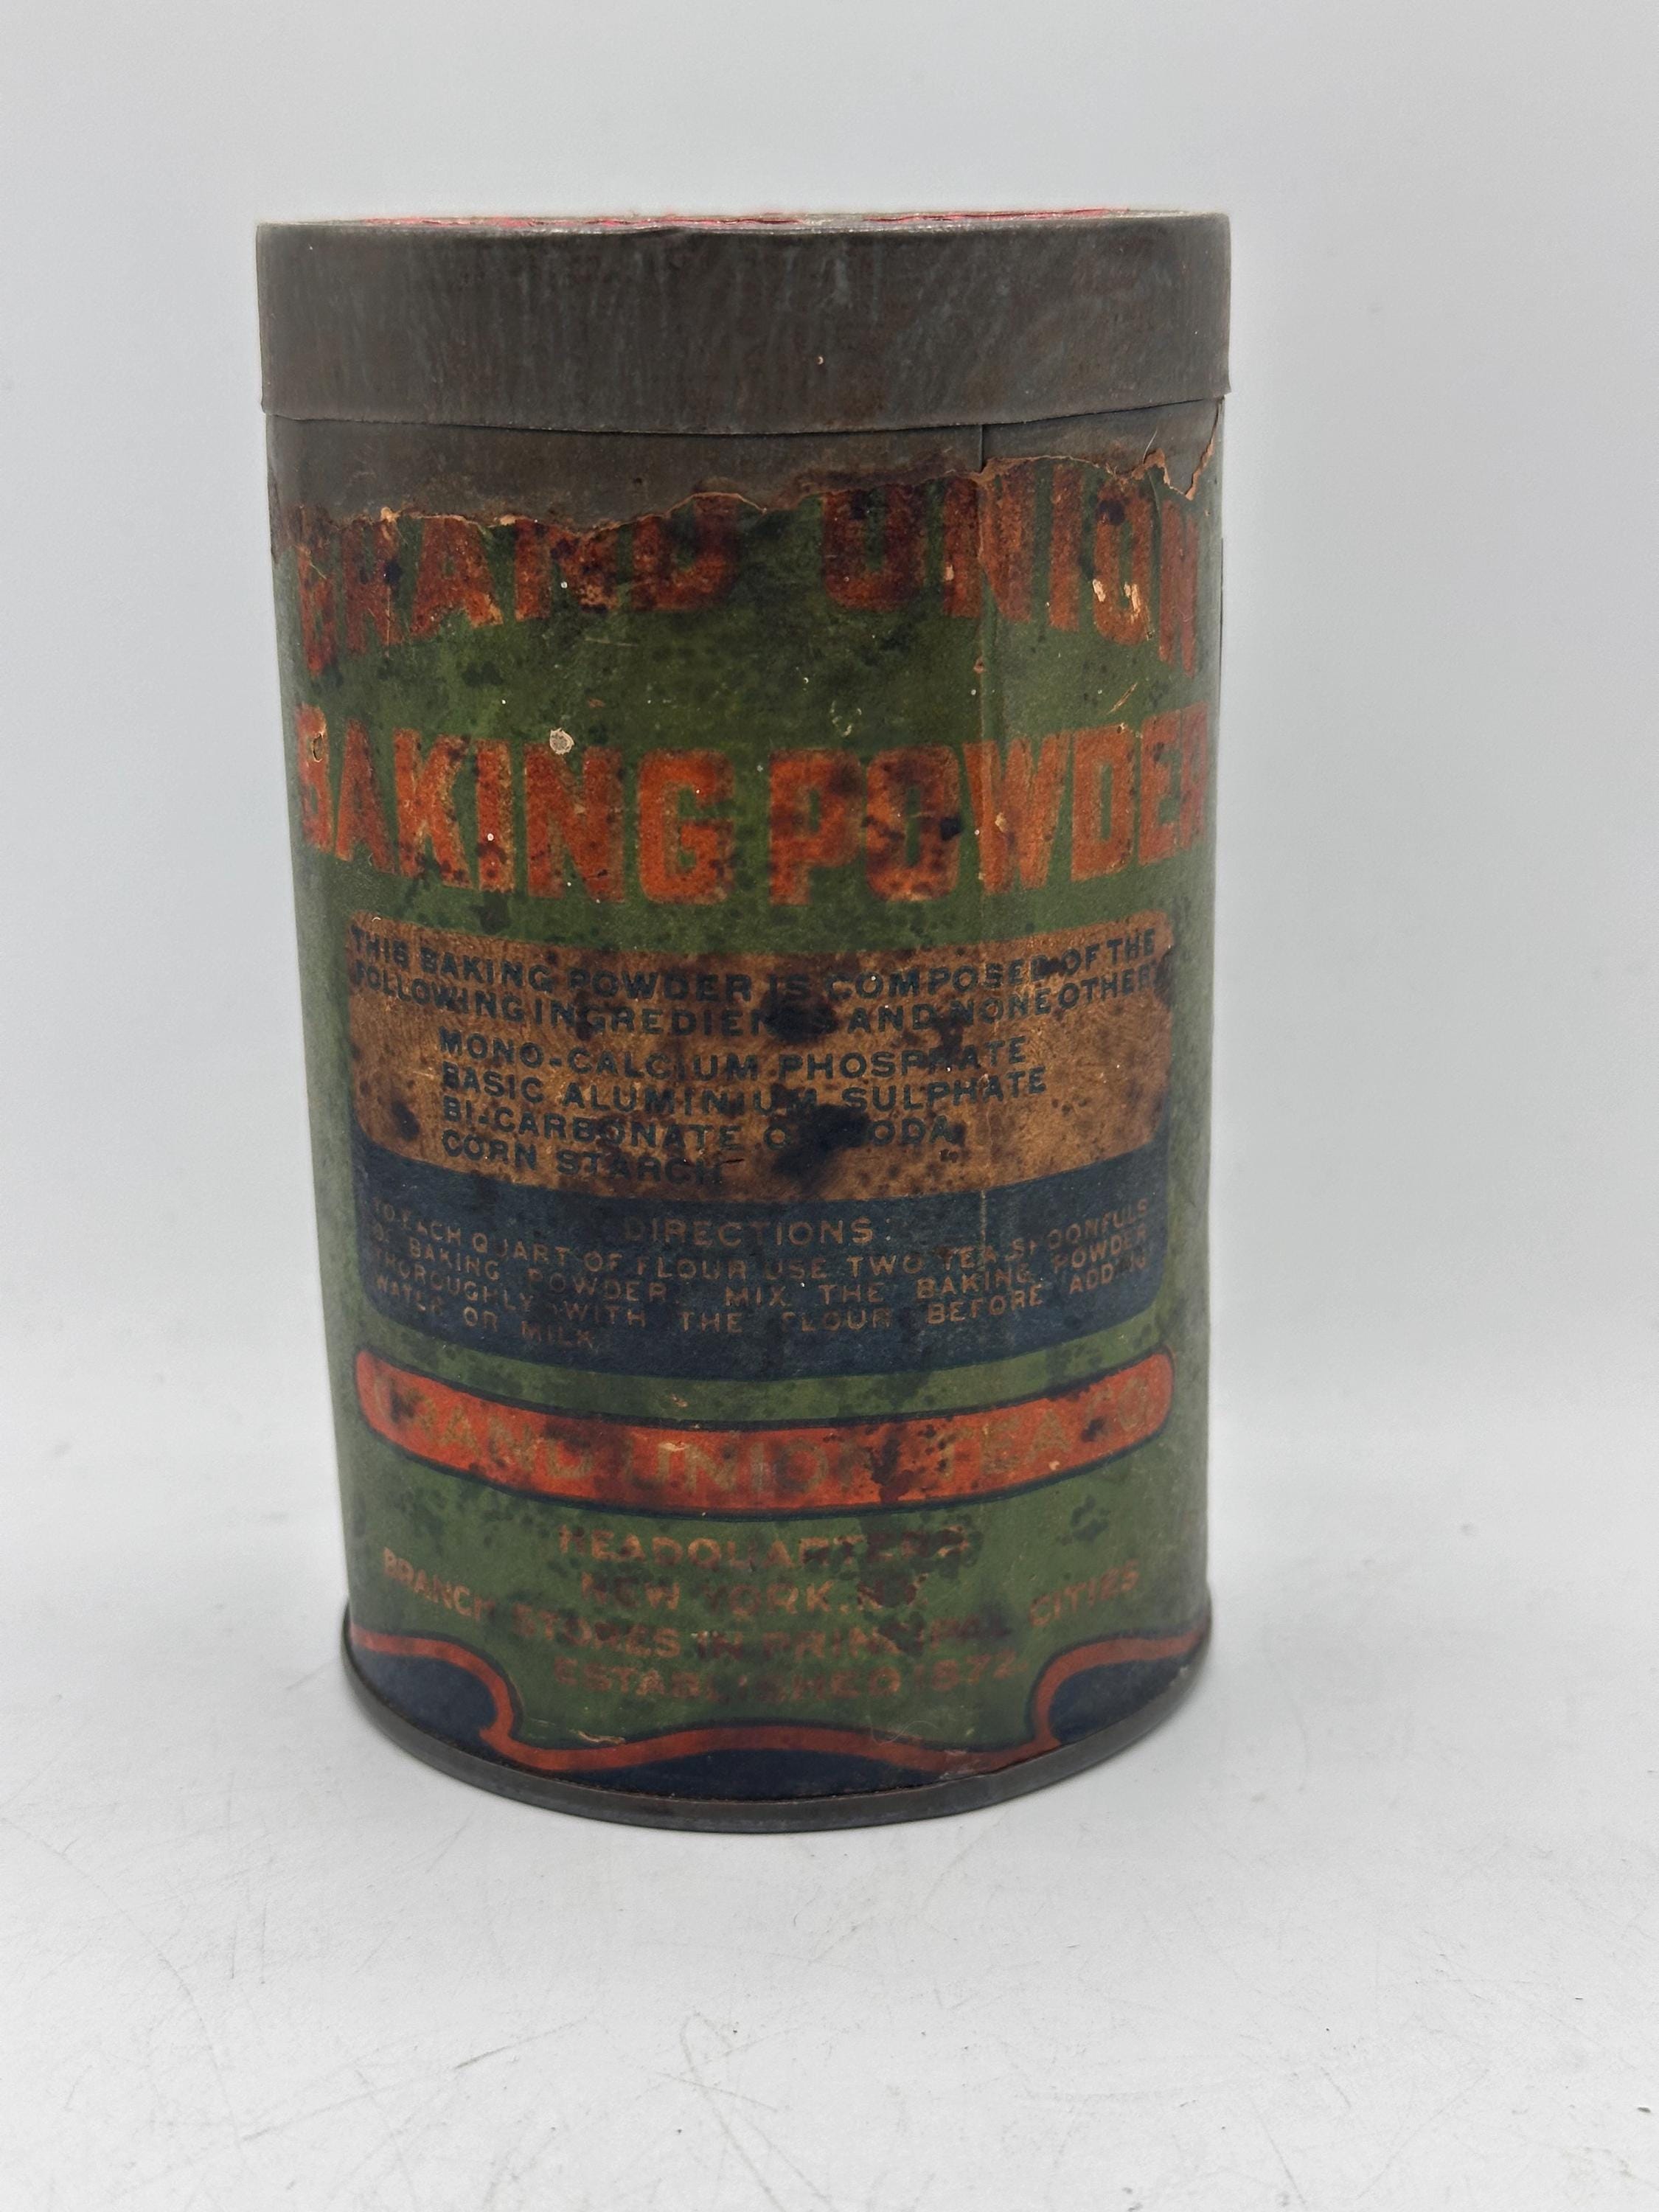 GRAND UNION
BAKING POWDER
THIS BAKING POWDER IS COMPOSED OF THE
FOLLOWING INGREDIENTS AND NONE OTHER
MONO-CALCIUM PHOSPHATE
BASIC ALUMINIUM SULPHATE
BI-CARBONATE OF SODA
CORN STARCH
DIRECTIONS:
TO EACH QUART OF FLOUR USE TWO TEA SPOONFULS
OF BAKING POWDER. MIX THE BAKING POWDER
THOROUGHLY WITH THE FLOUR BEFORE ADDING
WATER OR MILK
GRAND UNION TEA CO
HEADQUARTERS
NEW YORK. N.Y.
BRANCH STORES IN PRINCIPAL CITIES
ESTABLISHED 1872